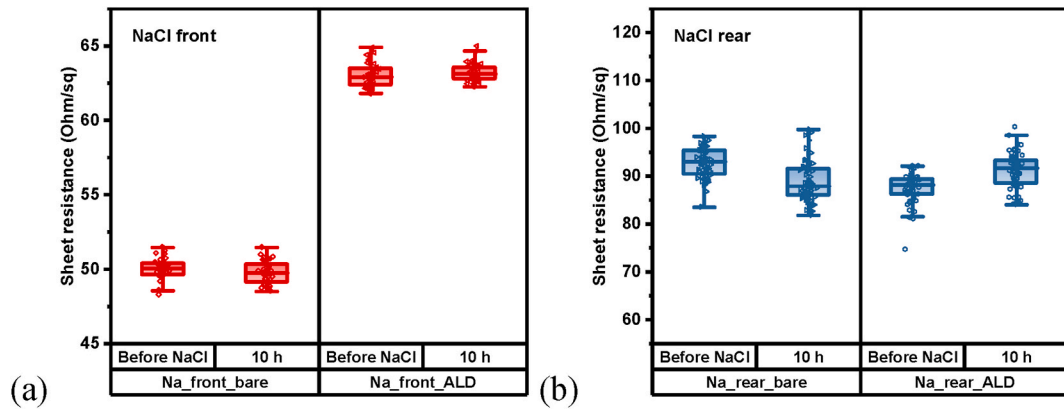 NaCl front
Sheet resistance (Ohm/sq)
65
60
55
50
45
Before NaCl
10 h
Before NaCl
10 h
Na_front_bare
Na_front_ALD
(a)
NaCl rear
Sheet resistance (Ohm/sq)
120
110
100
90
80
70
60
Before NaCl
10 h
Before NaCl
10 h
Na_rear_bare
Na_rear_ALD
(b)